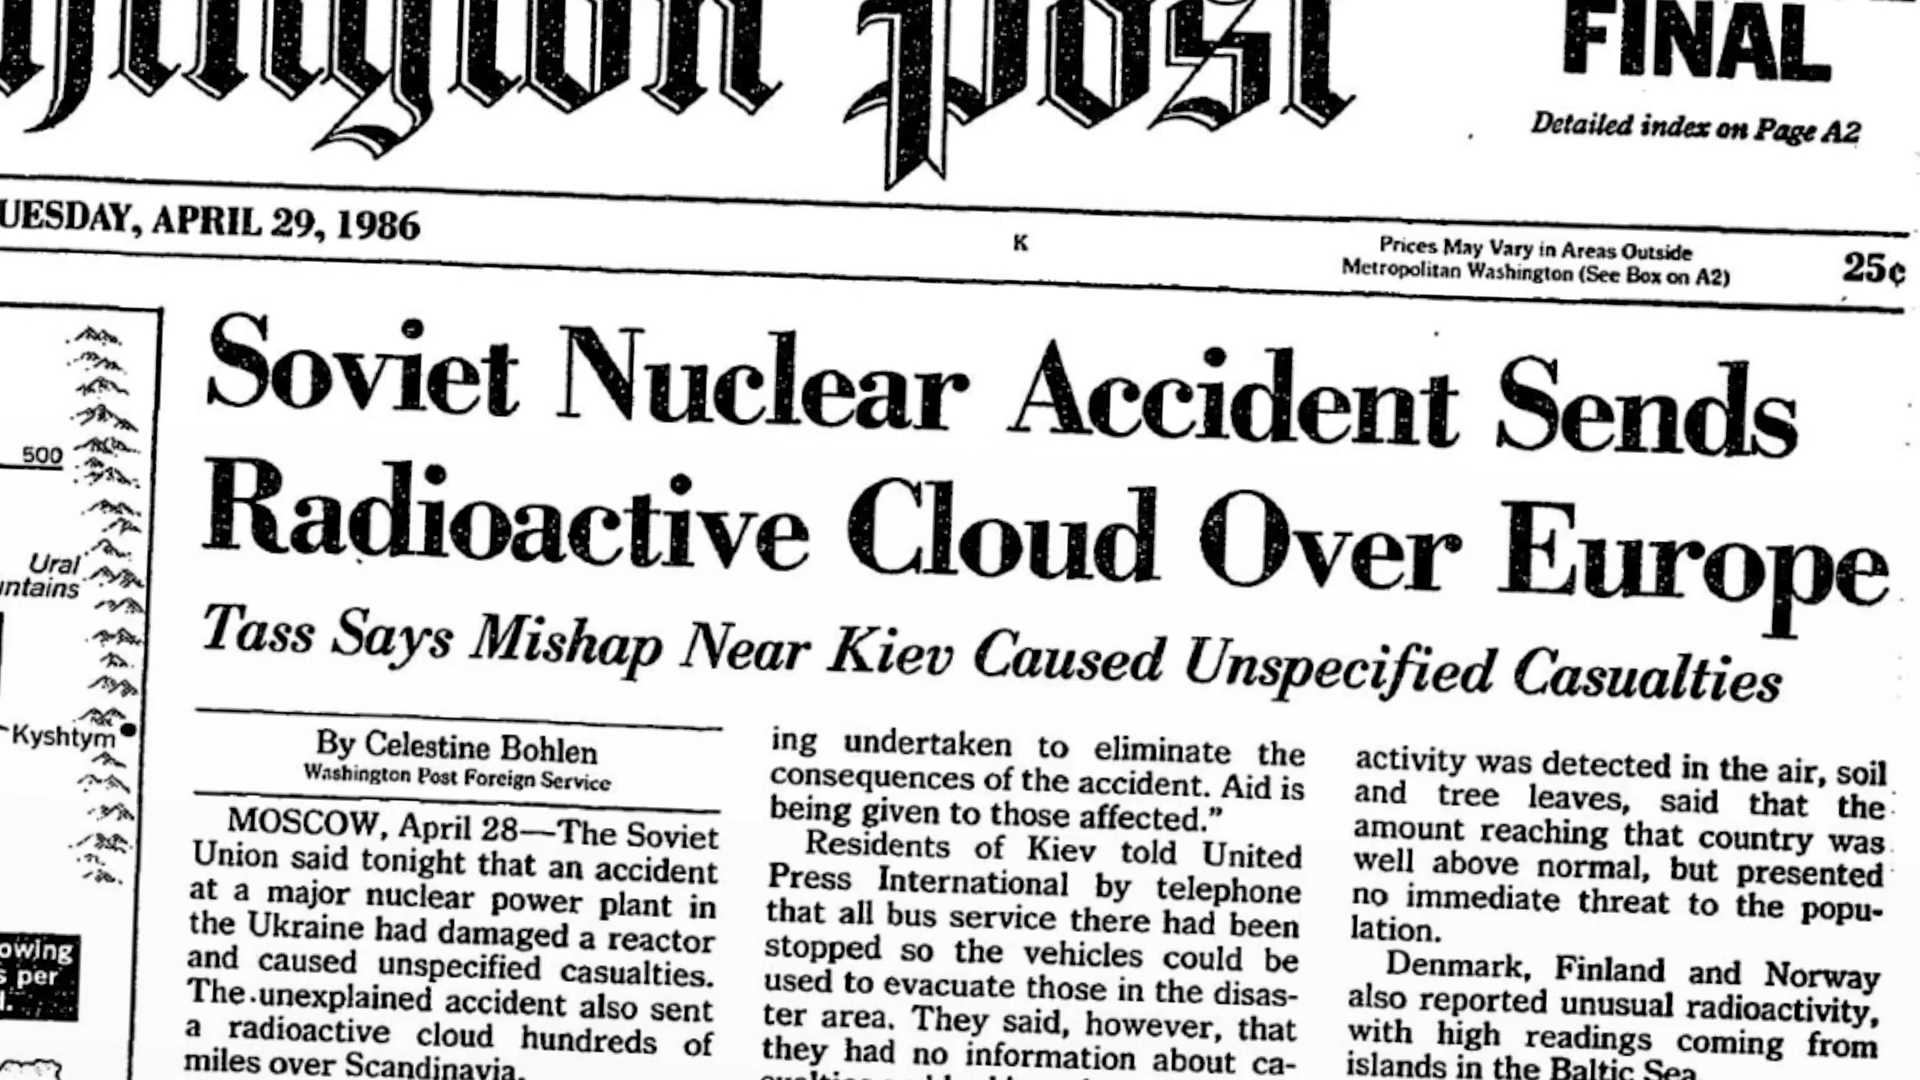 Post
FINAL
Detailed index on Page A2
APRIL 29, 1986
K
Prices May Vary in Areas Outside
Metropolitan Washington (See Box on A2)
25¢
500
Ural
Kyshtym
per
Soviet Nuclear Accident Sends
Radioactive Cloud Over Europe
Tass Says Mishap Near Kiev Caused Unspecified Casualties
By Celestine Bohlen
Washington Post Foreign Service
MOSCOW, April 28—The Soviet
Union said tonight that an accident
at a major nuclear power plant in
the Ukraine had damaged a reactor
and caused unspecified casualties.
The unexplained accident also sent
a radioactive cloud hundreds of
miles over Scandinavia.
ing undertaken to eliminate the
consequences of the accident. Aid is
being given to those affected."
Residents of Kiev told United
Press International by telephone
that all bus service there had been
stopped so the vehicles could be
used to evacuate those in the disas-
ter area. They said, however, that
they had no information about ca-
activity was detected in the air, soil
and tree leaves, said that the
amount reaching that country was
well above normal, but presented
no immediate threat to the popu-
lation.
Denmark, Finland and Norway
also reported unusual radioactivity,
with high readings coming from
islands in the Baltic Sea.